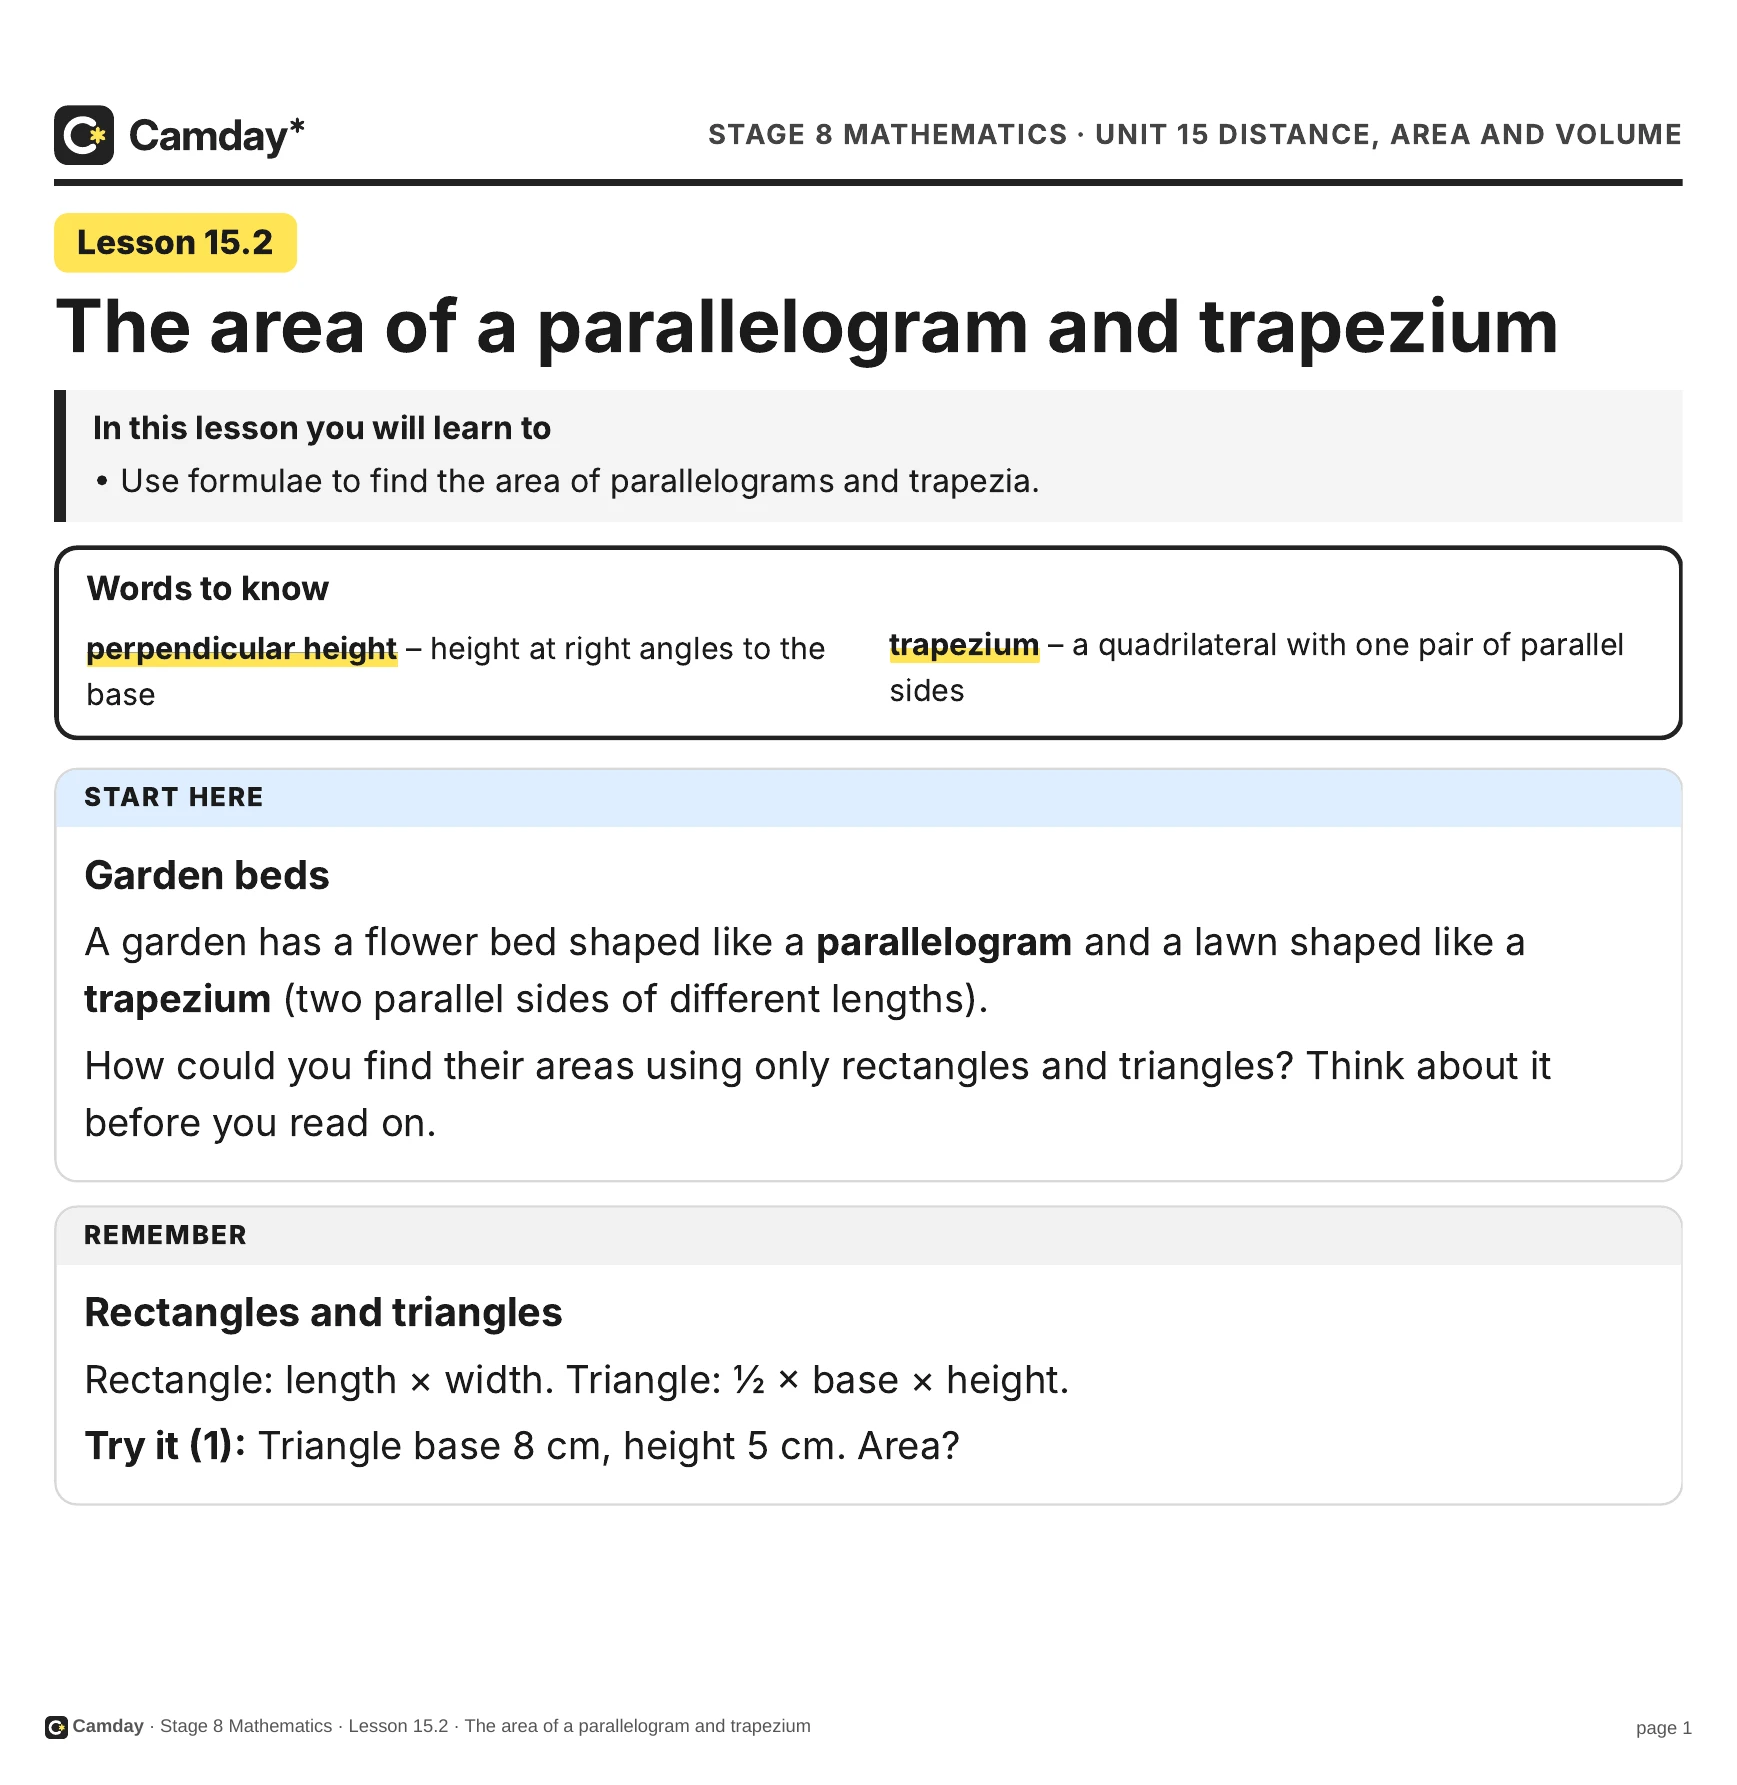 Camday*
STAGE 8 MATHEMATICS · UNIT 15 DISTANCE, AREA AND VOLUME
Lesson 15.2
The area of a parallelogram and trapezium
In this lesson you will learn to
• Use formulae to find the area of parallelograms and trapezia.
Words to know
perpendicular height – height at right angles to the
base
trapezium – a quadrilateral with one pair of parallel
sides
START HERE
Garden beds
A garden has a flower bed shaped like a parallelogram and a lawn shaped like a
trapezium (two parallel sides of different lengths).
How could you find their areas using only rectangles and triangles? Think about it
before you read on.
REMEMBER
Rectangles and triangles
Rectangle: length × width. Triangle: ½ × base × height.
Try it (1): Triangle base 8 cm, height 5 cm. Area?
Camday · Stage 8 Mathematics · Lesson 15.2 · The area of a parallelogram and trapezium
page 1